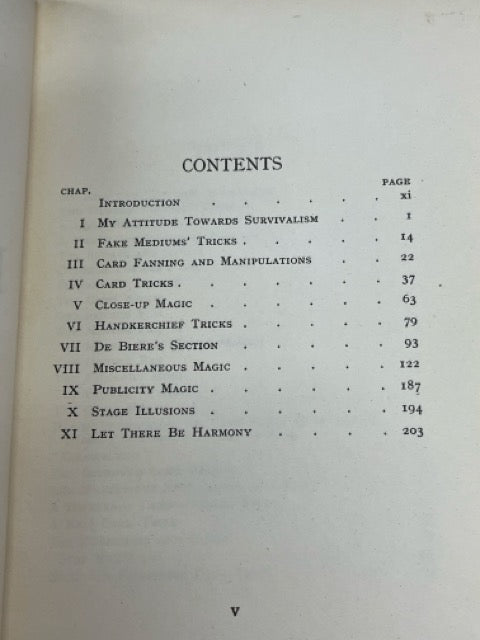 CONTENTS
CHAP. PAGE
INTRODUCTION . . . . . . xi
I MY ATTITUDE TOWARDS SURVIVALISM . . . 1
II FAKE MEDIUMS' TRICKS . . . . . 14
III CARD FANNING AND MANIPULATIONS . . . 22
IV CARD TRICKS . . . . . . 37
V CLOSE-UP MAGIC . . . . . . 63
VI HANDKERCHIEF TRICKS . . . . . 79
VII DE BIERE'S SECTION . . . . . 93
VIII MISCELLANEOUS MAGIC . . . . . 122
IX PUBLICITY MAGIC . . . . . . 187
X STAGE ILLUSIONS . . . . . . 194
XI LET THERE BE HARMONY . . . . 203
V